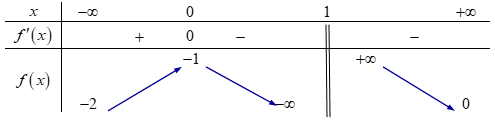 x −∞ 0 1 +∞
f′(x) + 0 − −
−1 +∞
f(x)
−2 −∞ 0